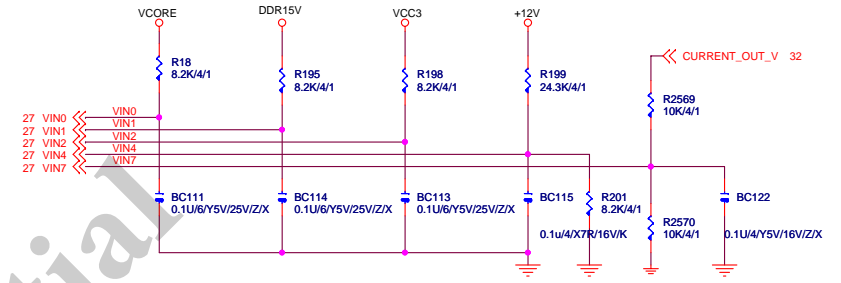 VCORE
DDR15V
VCC3
+12V
CURRENT_OUT_V 32
R18
8.2K/4/1
R195
8.2K/4/1
R198
8.2K/4/1
R199
24.3K/4/1
R2569
10K/4/1
27 VIN0 VIN0
27 VIN1 VIN1
27 VIN2 VIN2
27 VIN4 VIN4
27 VIN7 VIN7
BC111
0.1U/6/Y5V/25V/Z/X
BC114
0.1U/6/Y5V/25V/Z/X
BC113
0.1U/6/Y5V/25V/Z/X
BC115
0.1u/4/X7R/16V/K
R201
8.2K/4/1
R2570
10K/4/1
BC122
0.1U/4/Y5V/16V/Z/X
tial